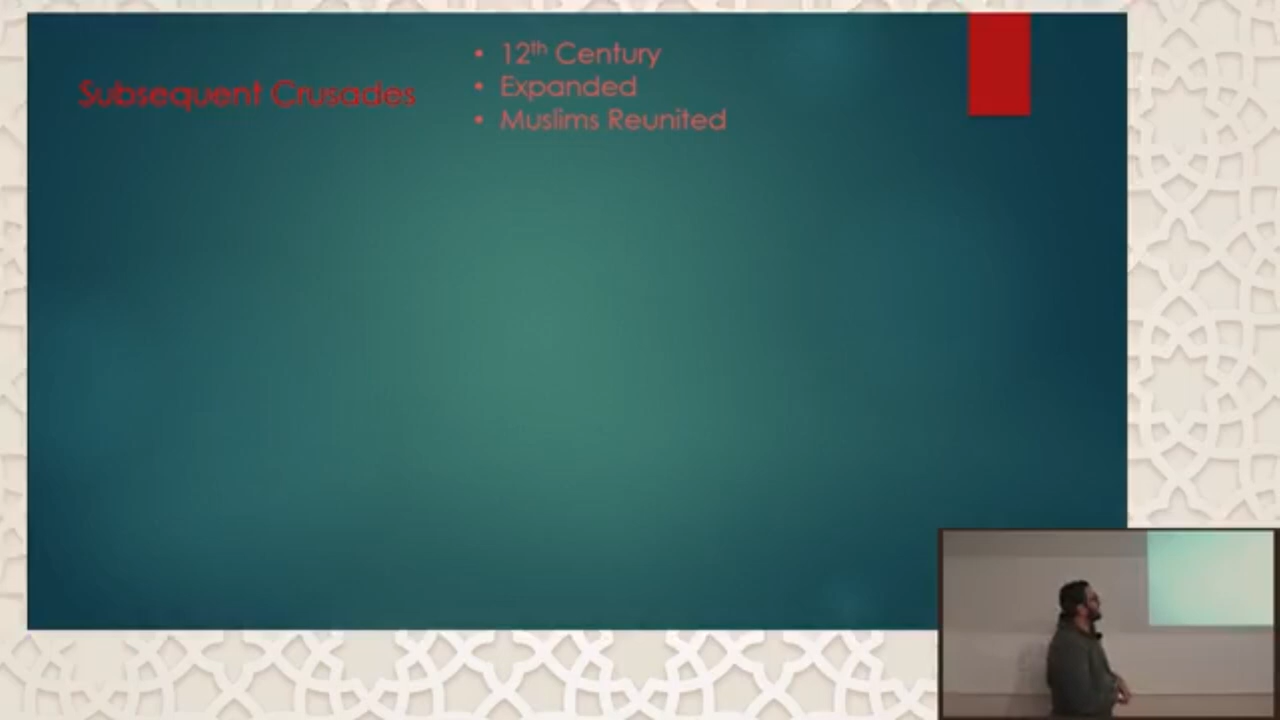 Subsequent Crusades
• 12th Century
• Expanded
• Muslims Reunited